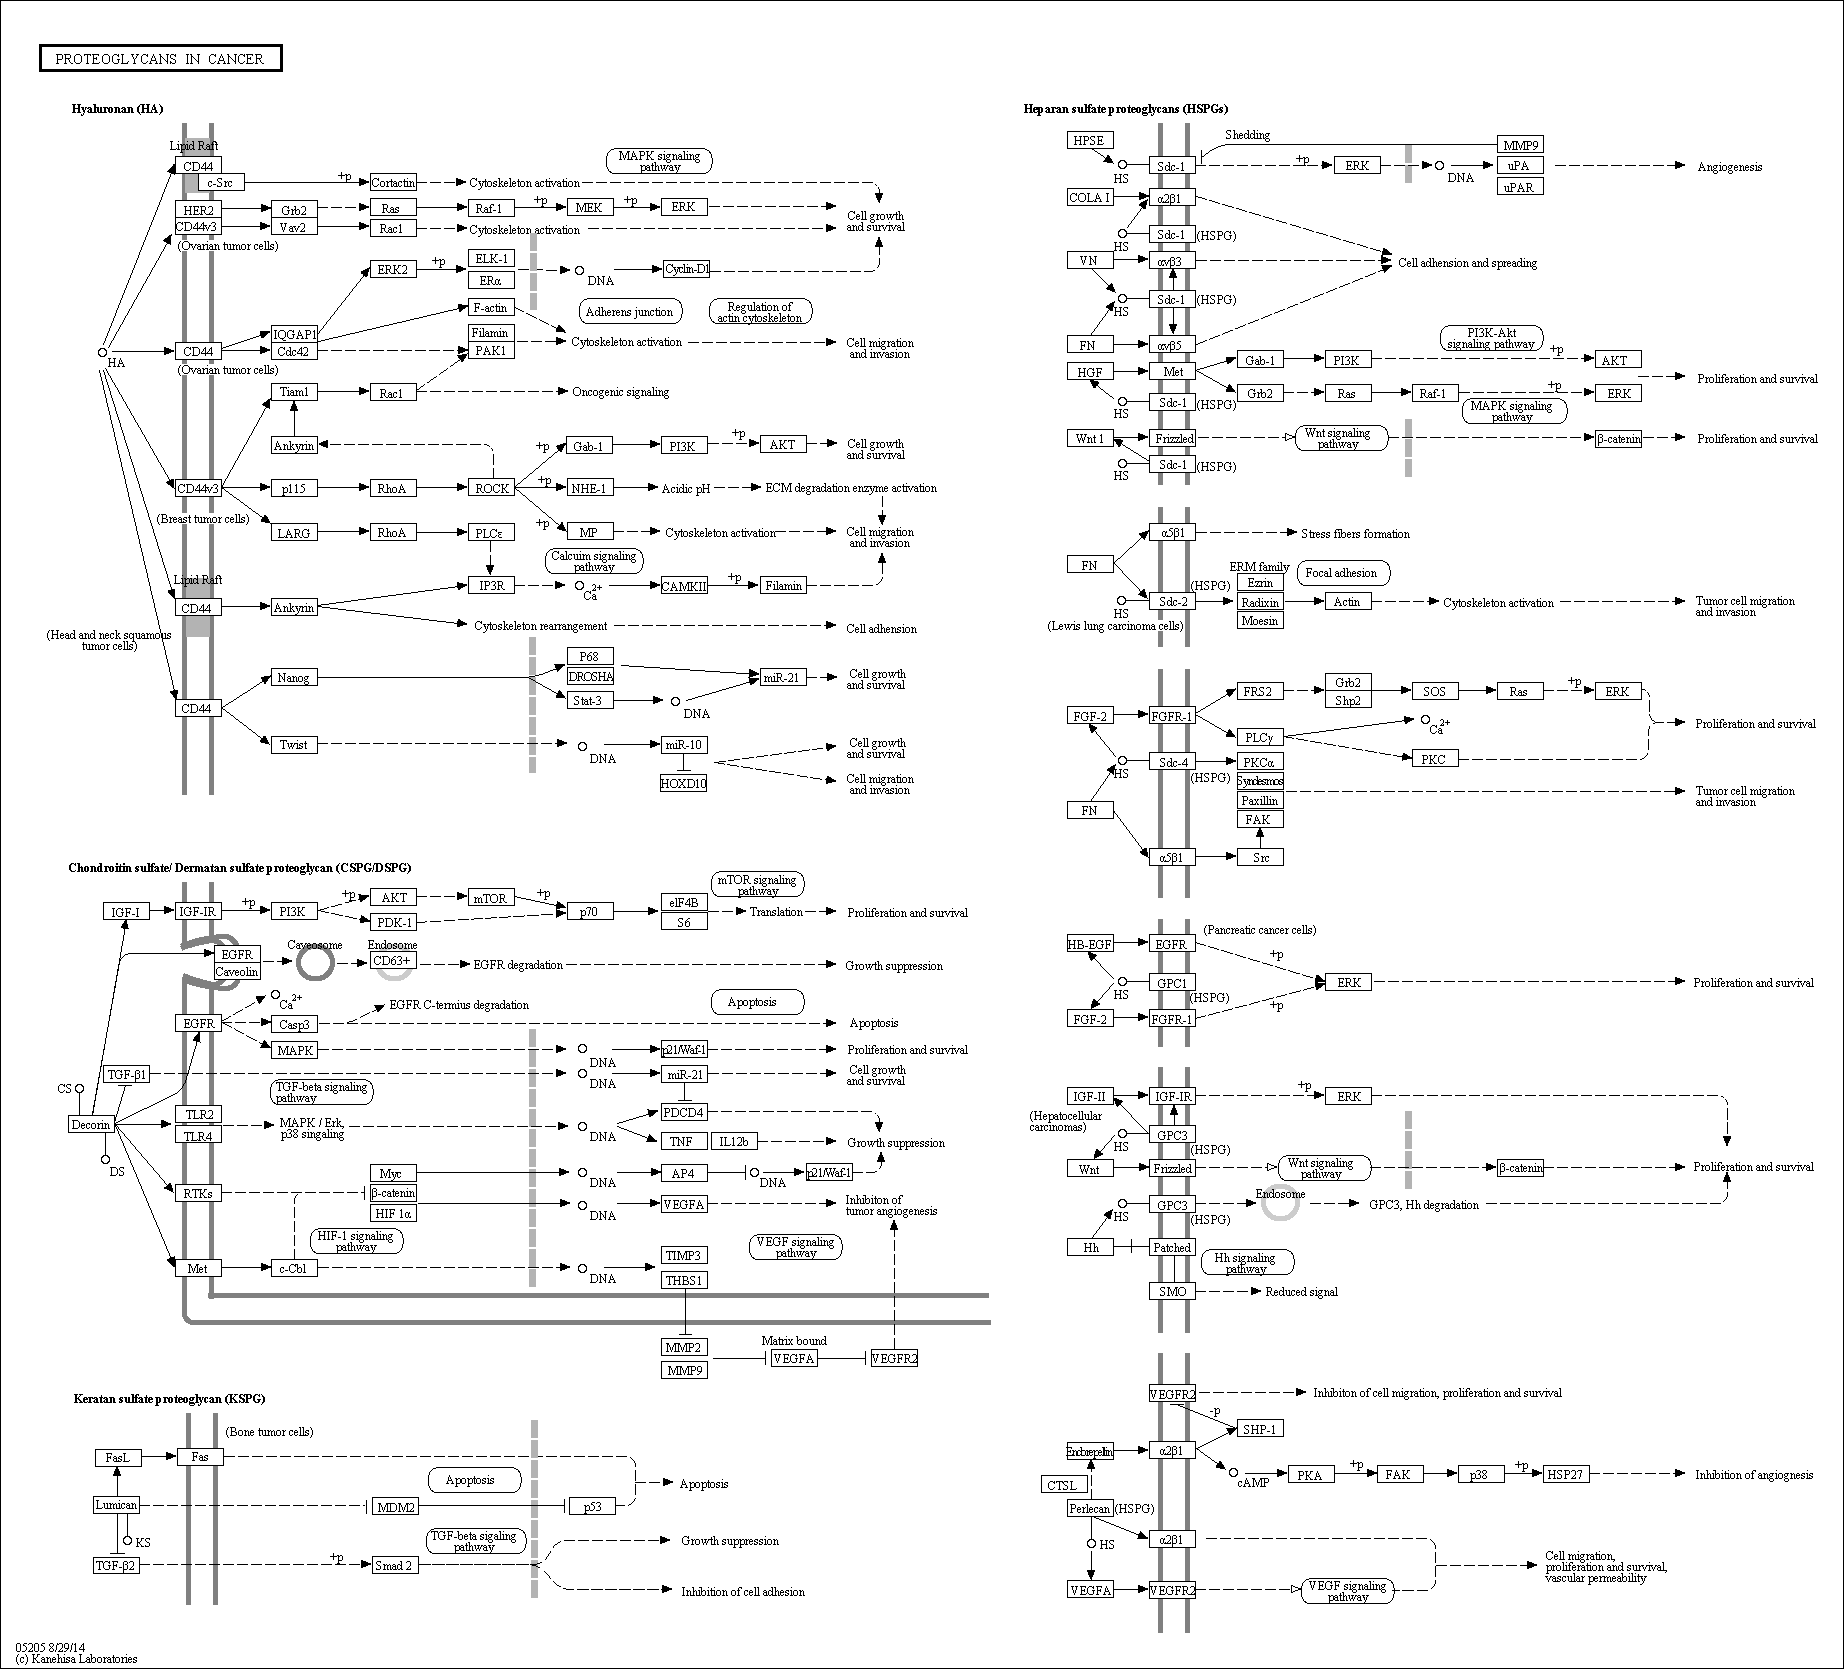 PROTEOGLYCANS IN CANCER
Hyaluronan (HA)
Lipid Raft
CD44
c-Src
+p
Cortactin
Cytoskeleton activation
MAPK signaling
pathway
HER2
Grb2
Ras
Raf-1
+p
MEK
+p
ERK
Cell growth
and survival
CD44v3
Vav2
Rac1
Cytoskeleton activation
(Ovarian tumor cells)
ERK2
+p
ELK-1
ERα
DNA
Cyclin-D1
F-actin
Adherens junction
Regulation of
actin cytoskeleton
HA
CD44
IQGAP1
Cdc42
Filamin
PAK1
Cytoskeleton activation
Cell migration
and invasion
(Ovarian tumor cells)
Tiam1
Rac1
Oncogenic signaling
Ankyrin
+p
Gab-1
PI3K
+p
AKT
Cell growth
and survival
CD44v3
p115
RhoA
ROCK
+p
NHE-1
Acidic pH
ECM degradation enzyme activation
(Breast tumor cells)
LARG
RhoA
PLCε
+p
MP
Cytoskeleton activation
Cell migration
and invasion
Calcuim signaling
pathway
Lipid Raft
IP3R
Ca2+
CAMKII
+p
Filamin
CD44
Ankyrin
Cytoskeleton rearrangement
Cell adhension
(Head and neck squamous
tumor cells)
Nanog
P68
DROSHA
Stat-3
DNA
miR-21
Cell growth
and survival
CD44
Twist
DNA
miR-10
HOXD10
Cell growth
and survival
Cell migration
and invasion
Chondroitin sulfate/ Dermatan sulfate proteoglycan (CSPG/DSPG)
IGF-I
IGF-IR
+p
PI3K
+p
AKT
PDK-1
mTOR
+p
p70
eIF4B
S6
mTOR signaling
pathway
Translation
Proliferation and survival
EGFR
Caveolin
Caveosome
Endosome
CD63+
EGFR degradation
Growth suppression
Ca2+
EGFR C-termius degradation
Apoptosis
EGFR
Casp3
Apoptosis
MAPK
DNA
p21/Waf-1
Proliferation and survival
TGF-β1
DNA
miR-21
Cell growth
and survival
CS
Decorin
DS
TGF-beta signaling
pathway
TLR2
TLR4
MAPK / Erk,
p38 singaling
DNA
PDCD4
TNF
IL12b
Growth suppression
Myc
β-catenin
HIF 1α
DNA
AP4
DNA
p21/Waf-1
RTKs
DNA
VEGFA
Inhibiton of
tumor angiogenesis
HIF-1 signaling
pathway
VEGF signaling
pathway
Met
c-Cbl
DNA
TIMP3
THBS1
MMP2
MMP9
Matrix bound
VEGFA
VEGFR2
Keratan sulfate proteoglycan (KSPG)
(Bone tumor cells)
FasL
Fas
Apoptosis
Apoptosis
Lumican
MDM2
p53
KS
TGF-beta sigaling
pathway
Growth suppression
TGF-β2
+p
Smad 2
Inhibition of cell adhesion
05205 8/29/14
(c) Kanehisa Laboratories
Heparan sulfate proteoglycans (HSPGs)
HPSE
HS
Sdc-1
Shedding
+p
ERK
DNA
MMP9
uPA
uPAR
Angiogenesis
COLA I
α2β1
HS
Sdc-1
(HSPG)
VN
αvβ3
Cell adhension and spreading
HS
Sdc-1
(HSPG)
FN
αvβ5
PI3K-Akt
signaling pathway
HGF
Met
Gab-1
PI3K
+p
AKT
Proliferation and survival
Grb2
Ras
Raf-1
+p
ERK
HS
Sdc-1
(HSPG)
MAPK signaling
pathway
Wnt 1
Frizzled
Wnt signaling
pathway
β-catenin
Proliferation and survival
HS
Sdc-1
(HSPG)
α5β1
Stress fibers formation
FN
ERM family
Focal adhesion
HS
Sdc-2
(HSPG)
Ezrin
Radixin
Moesin
Actin
Cytoskeleton activation
Tumor cell migration
and invasion
(Lewis lung carcinoma cells)
FRS2
Grb2
Shp2
SOS
Ras
+p
ERK
FGF-2
FGFR-1
Ca2+
Proliferation and survival
PLCγ
PKC
HS
Sdc-4
(HSPG)
PKCα
Syndesmos
Paxillin
FAK
Tumor cell migration
and invasion
FN
α5β1
Src
(Pancreatic cancer cells)
HB-EGF
EGFR
+p
HS
GPC1
(HSPG)
ERK
Proliferation and survival
+p
FGF-2
FGFR-1
IGF-II
IGF-IR
+p
ERK
(Hepatocellular
carcinomas)
HS
GPC3
(HSPG)
Wnt
Frizzled
Wnt signaling
pathway
β-catenin
Proliferation and survival
HS
GPC3
(HSPG)
Endosome
GPC3, Hh degradation
Hh
Patched
Hh signaling
pathway
SMO
Reduced signal
VEGFR2
Inhibiton of cell migration, proliferation and survival
-p
SHP-1
Endorepellin
α2β1
cAMP
PKA
+p
FAK
p38
+p
HSP27
Inhibition of angiognesis
CTSL
Perlecan
(HSPG)
α2β1
HS
Cell migration,
proliferation and survival,
vascular permeability
VEGFA
VEGFR2
VEGF signaling
pathway